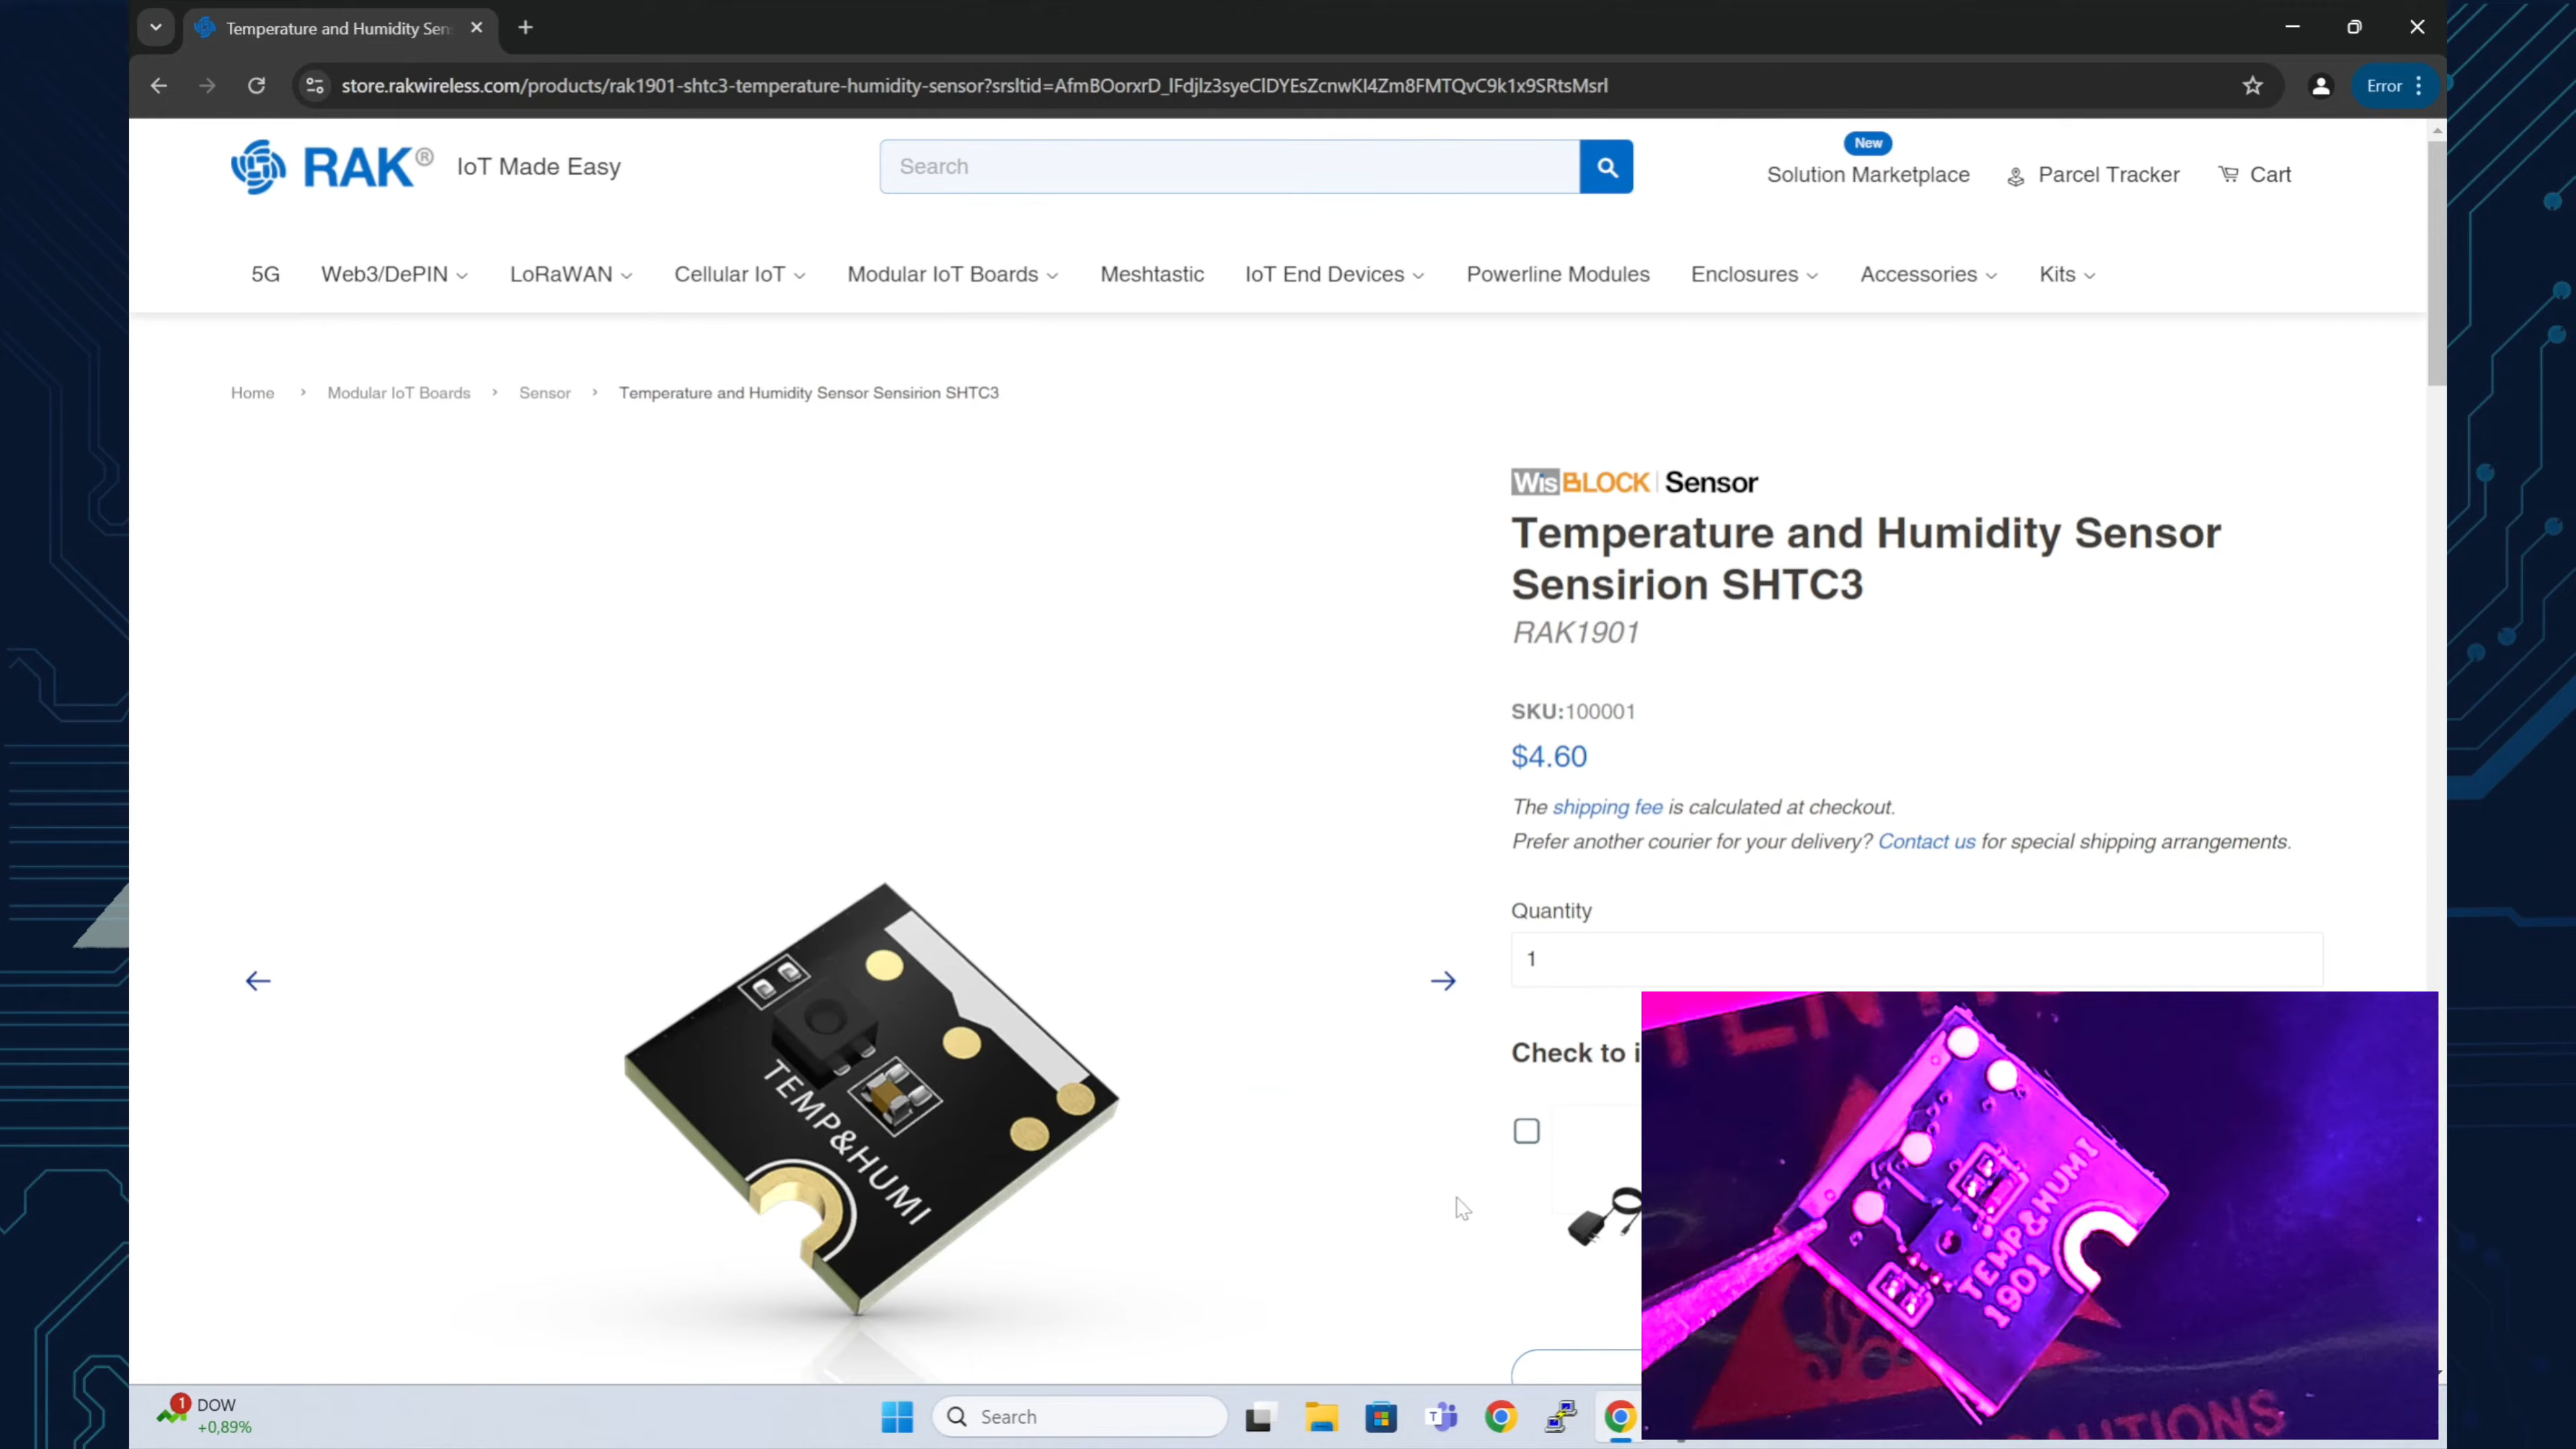 Temperature and Humidity Sen
store.rakwireless.com/products/rak1901-shtc3-temperature-humidity-sensor?srsltid=AfmBOorxrD_lFdjlz3syeClDYEsZcnwKI4Zm8FMTQvC9k1x9SRtsMsrl
Error
RAK® IoT Made Easy
Search
New
Solution Marketplace
Parcel Tracker
Cart
5G Web3/DePIN LoRaWAN Cellular IoT Modular IoT Boards Meshtastic IoT End Devices Powerline Modules Enclosures Accessories Kits
Home › Modular IoT Boards › Sensor › Temperature and Humidity Sensor Sensirion SHTC3
WisBLOCK | Sensor
Temperature and Humidity Sensor
Sensirion SHTC3
RAK1901
SKU:100001
$4.60
The shipping fee is calculated at checkout.
Prefer another courier for your delivery? Contact us for special shipping arrangements.
Quantity
1
Check to i
TEMP&HUMI
TEMP&HUMI
1901
CAUTIONS
1
DOW
+0,89%
Search